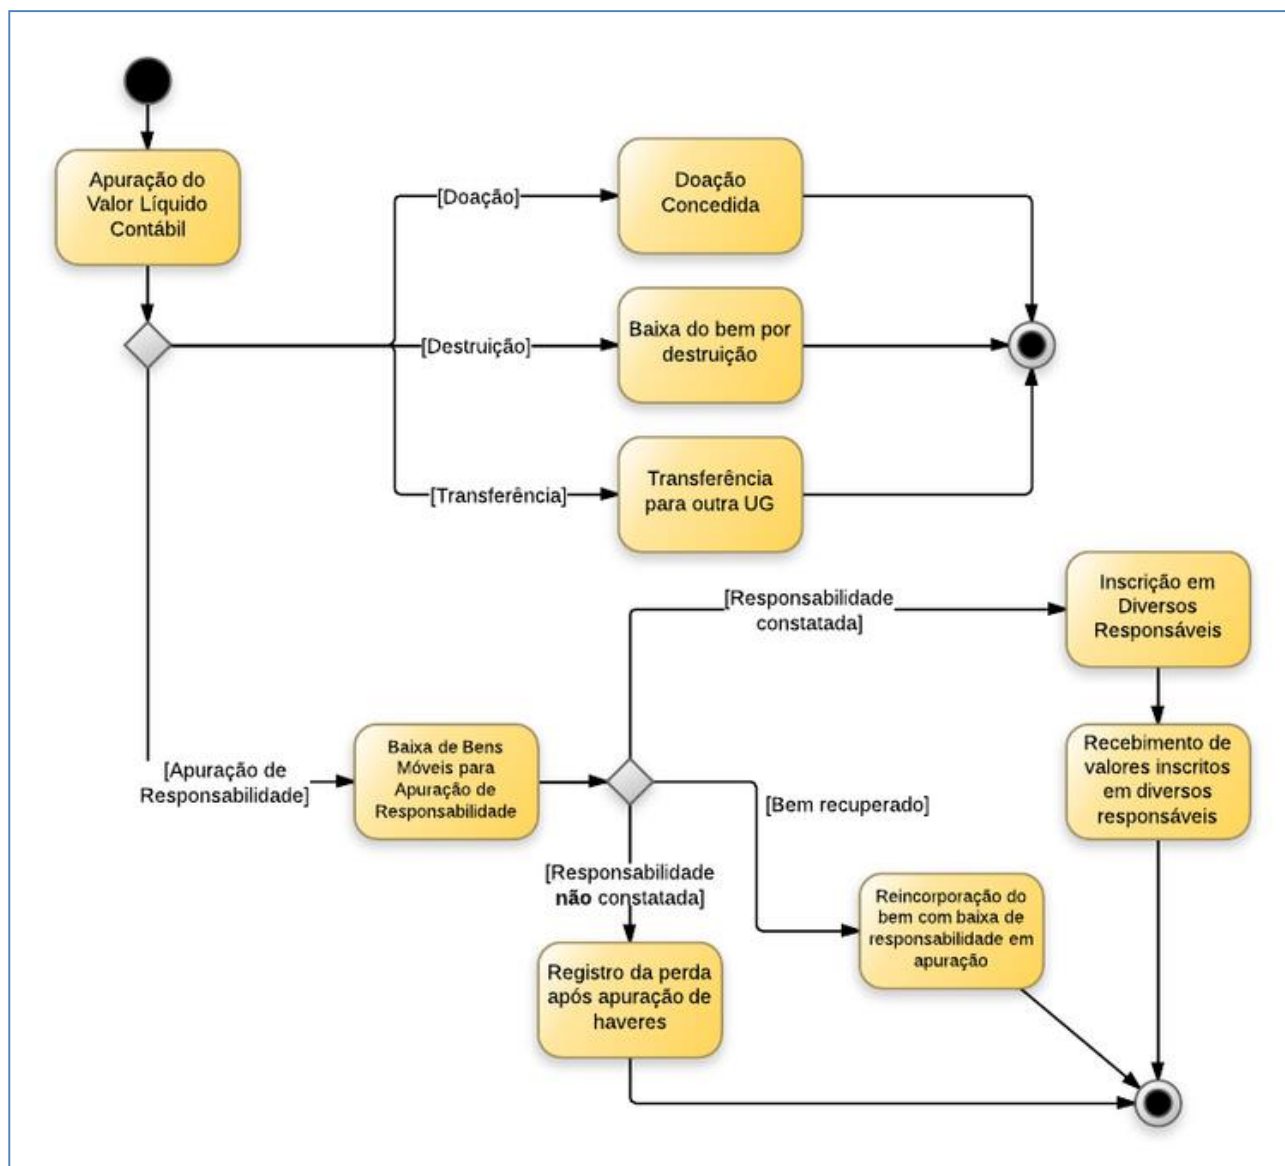 Apuração do
Valor Líquido
Contábil
[Doação]
Doação
Concedida
[Destruição]
Baixa do bem por
destruição
[Transferência]
Transferência
para outra UG
[Responsabilidade
constatada]
Inscrição em
Diversos
Responsáveis
[Apuração de
Responsabilidade]
Baixa de Bens
Móveis para
Apuração de
Responsabilidade
[Bem recuperado]
Recebimento de
valores inscritos
em diversos
responsáveis
[Responsabilidade
não constatada]
Reincorporação do
bem com baixa de
responsabilidade em
apuração
Registro da perda
após apuração de
haveres